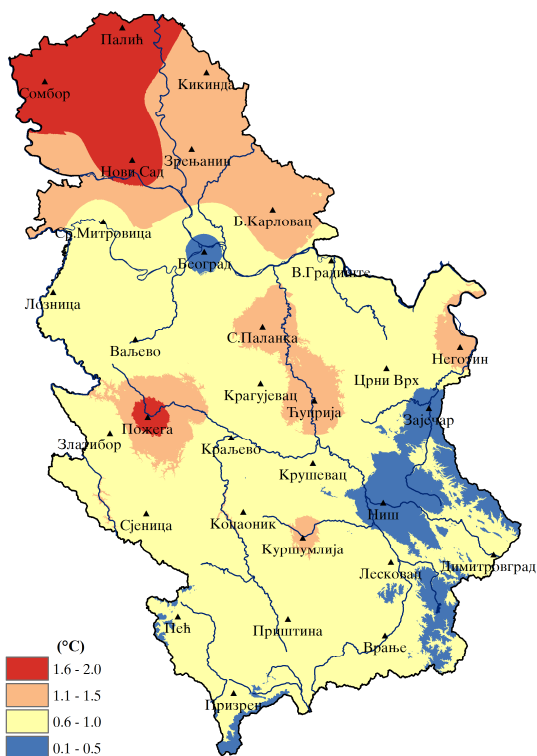 Палић
Сомбор
Кикинда
Нови Сад
Зрењанин
Б.Карловац
Ср.Митровица
Београд
В.Градиште
Лозница
Ваљево
С.Паланка
Неготин
Црни Врх
Крагујевац
Ћуприја
Зајечар
Пожега
Златибор
Краљево
Крушевац
Ниш
Сјеница
Копаоник
Куршумлија
Димитровград
Лесковац
Пећ
Приштина
Врање
Призрен
(°C)
1.6 - 2.0
1.1 - 1.5
0.6 - 1.0
0.1 - 0.5